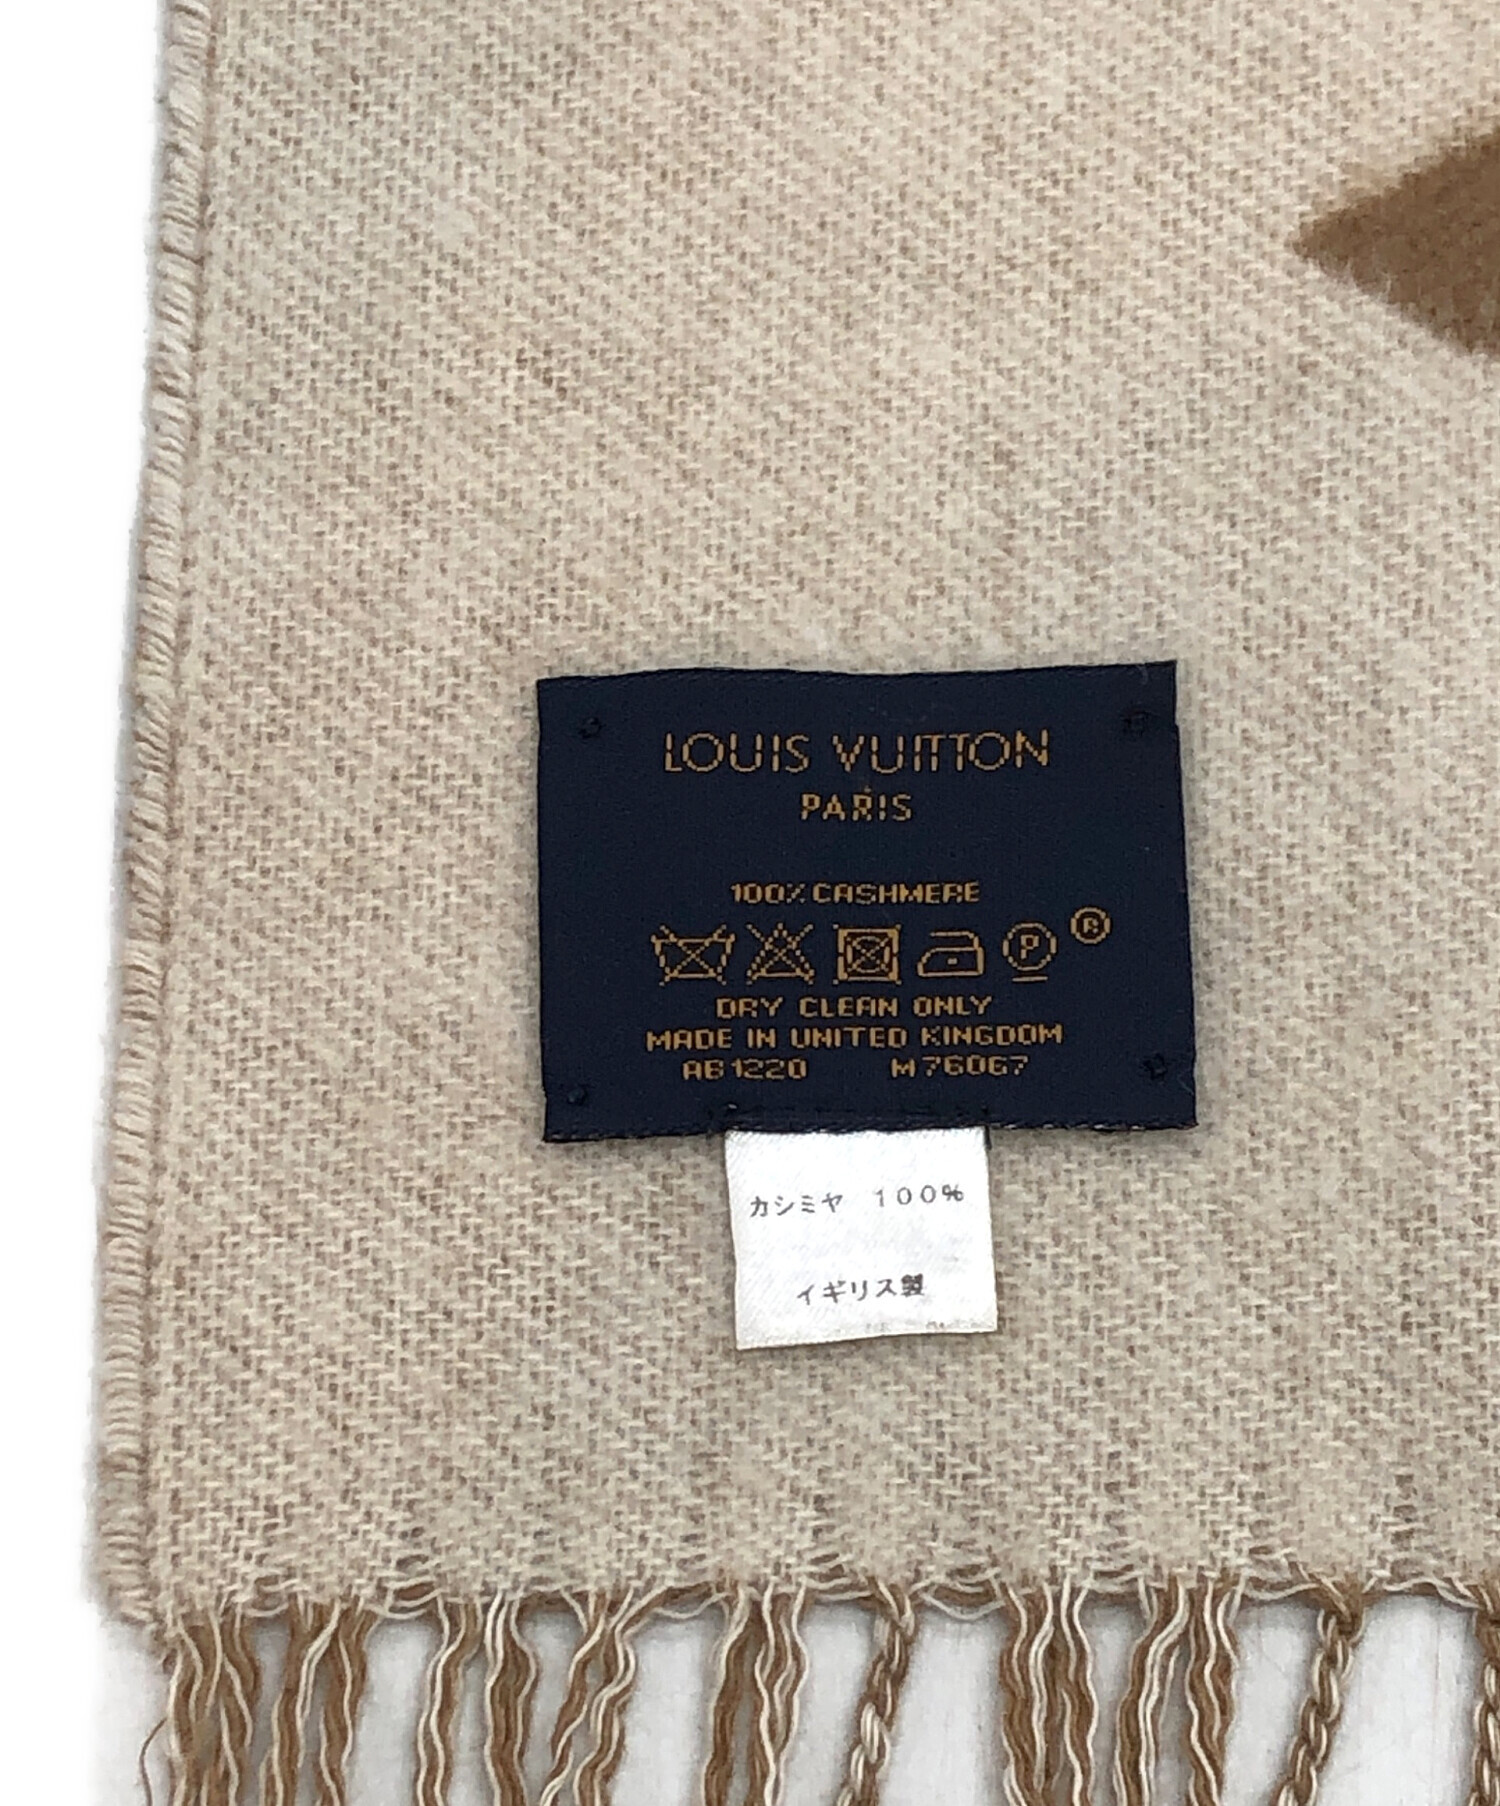 LOUIS VUITTON
PARIS
100% CASHMERE
P ®
DRY CLEAN ONLY
MADE IN UNITED KINGDOM
AB1220 M76067
カシミヤ 100%
イギリス製